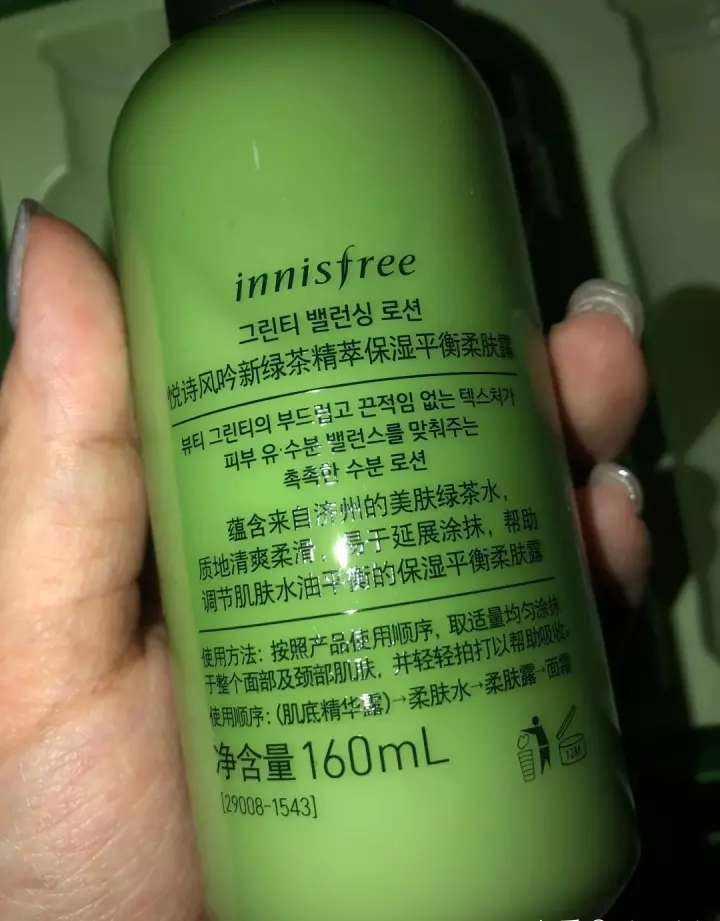 innisfree
그린티 밸런싱 로션
悦诗风吟新绿茶精萃保湿平衡柔肤露
뷰티 그린티의 부드럽고 끈적임 없는 텍스처가
피부 유·수분 밸런스를 맞춰주는
촉촉한 수분 로션
蕴含来自济州的美肤绿茶水，
质地清爽柔滑，易于延展涂抹，帮助
调节肌肤水油平衡的保湿平衡柔肤露
使用方法：按照产品使用顺序，取适量均匀涂抹
于整个面部及颈部肌肤，并轻轻拍打以帮助吸收。
使用顺序：(肌底精华露)→柔肤水→柔肤露→面霜
净含量160mL
12M
[29008-1543]